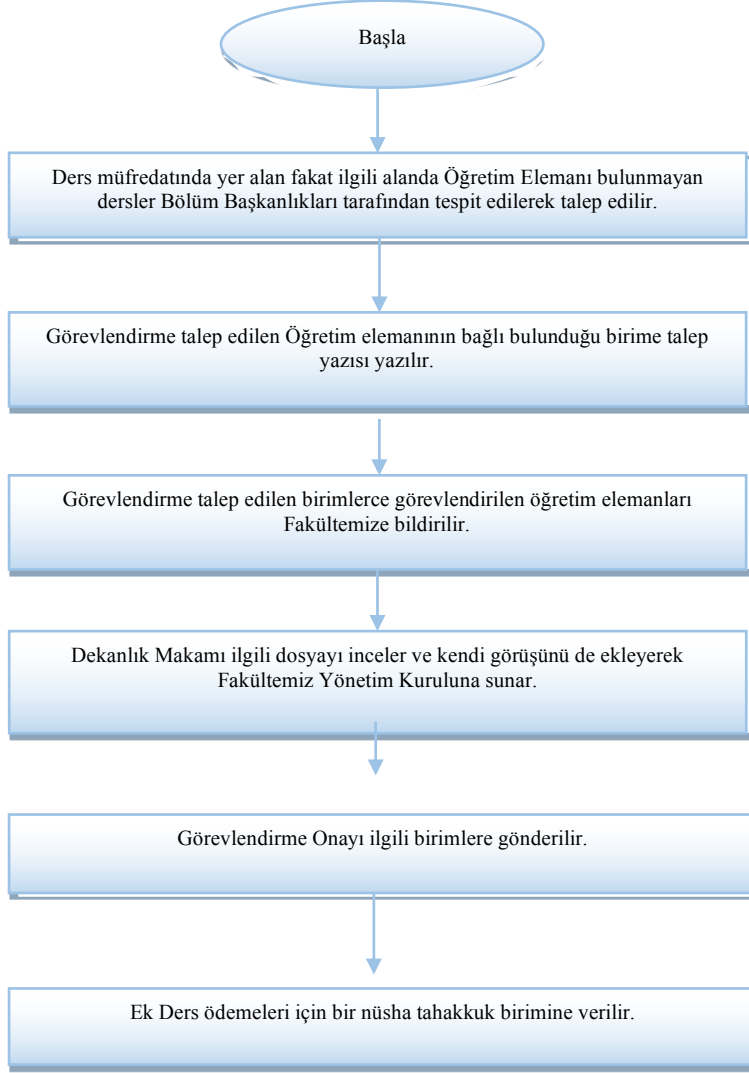 Başla
Ders müfredatında yer alan fakat ilgili alanda Öğretim Elemanı bulunmayan
dersler Bölüm Başkanlıkları tarafından tespit edilerek talep edilir.
Görevlendirme talep edilen Öğretim elemanının bağlı bulunduğu birime talep
yazısı yazılır.
Görevlendirme talep edilen birimlerce görevlendirilen öğretim elemanları
Fakültemize bildirilir.
Dekanlık Makamı ilgili dosyayı inceler ve kendi görüşünü de ekleyerek
Fakültemiz Yönetim Kuruluna sunar.
Görevlendirme Onayı ilgili birimlere gönderilir.
Ek Ders ödemeleri için bir nüsha tahakkuk birimine verilir.